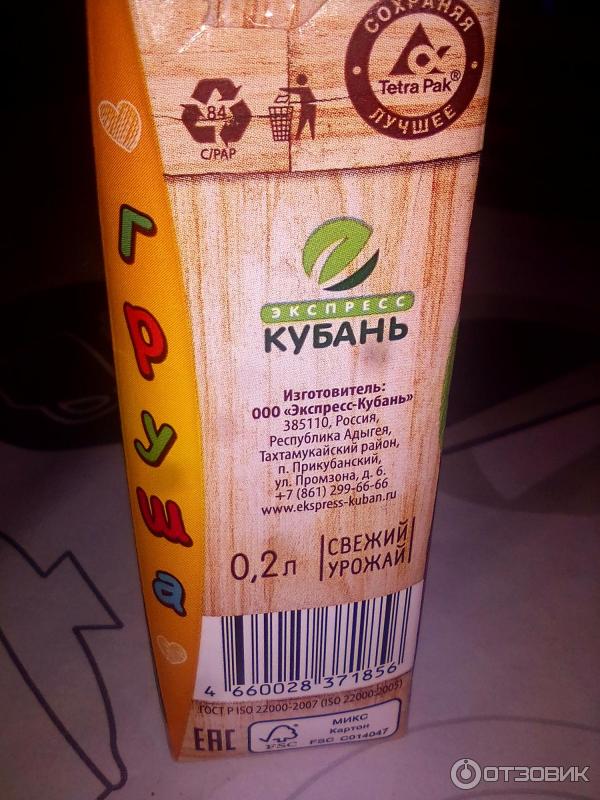 СОХРАНЯЯ
Tetra Pak®
ЛУЧШЕЕ
84
C/PAP
груша
ЭКСПРЕСС
КУБАНЬ
Изготовитель:
ООО «Экспресс-Кубань»
385110, Россия,
Республика Адыгея,
Тахтамукайский район,
п. Прикубанский,
ул. Промзона, д. 6.
+7 (861) 299-66-66
www.ekspress-kuban.ru
0,2л
СВЕЖИЙ
УРОЖАЙ
4 660028 371856
ГОСТ Р ISO 22000-2007 (ISO 22000:2005)
EAC
FSC
МИКС
Картон
FSC C014047
ОТЗОВИК